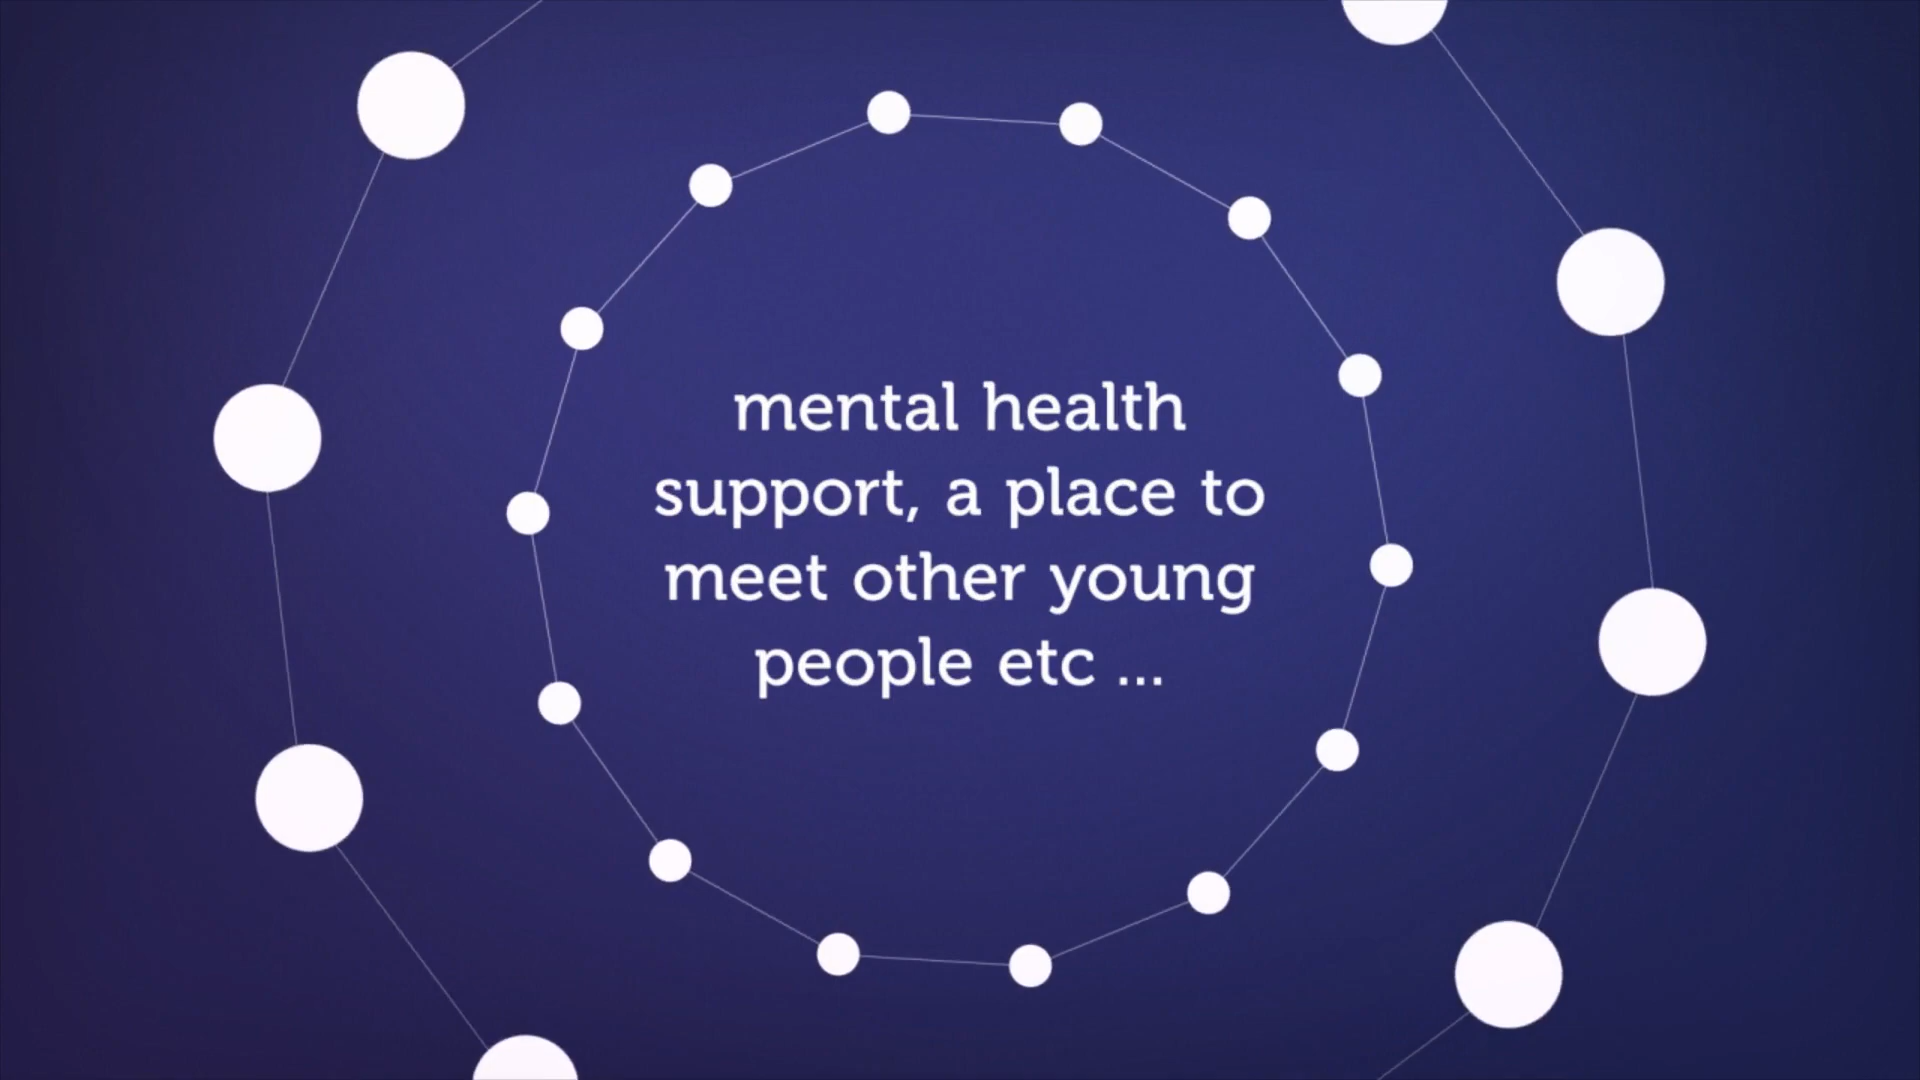 mental health
support, a place to
meet other young
people etc ...